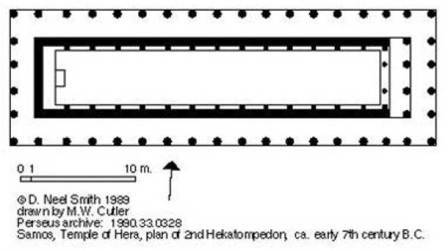 0 1 10 m.
© D. Neel Smith 1989
drawn by M.W. Cutler
Perseus archive: 1990.33.0328
Samos, Temple of Hera, plan of 2nd Hekatompedon, ca. early 7th century B.C.